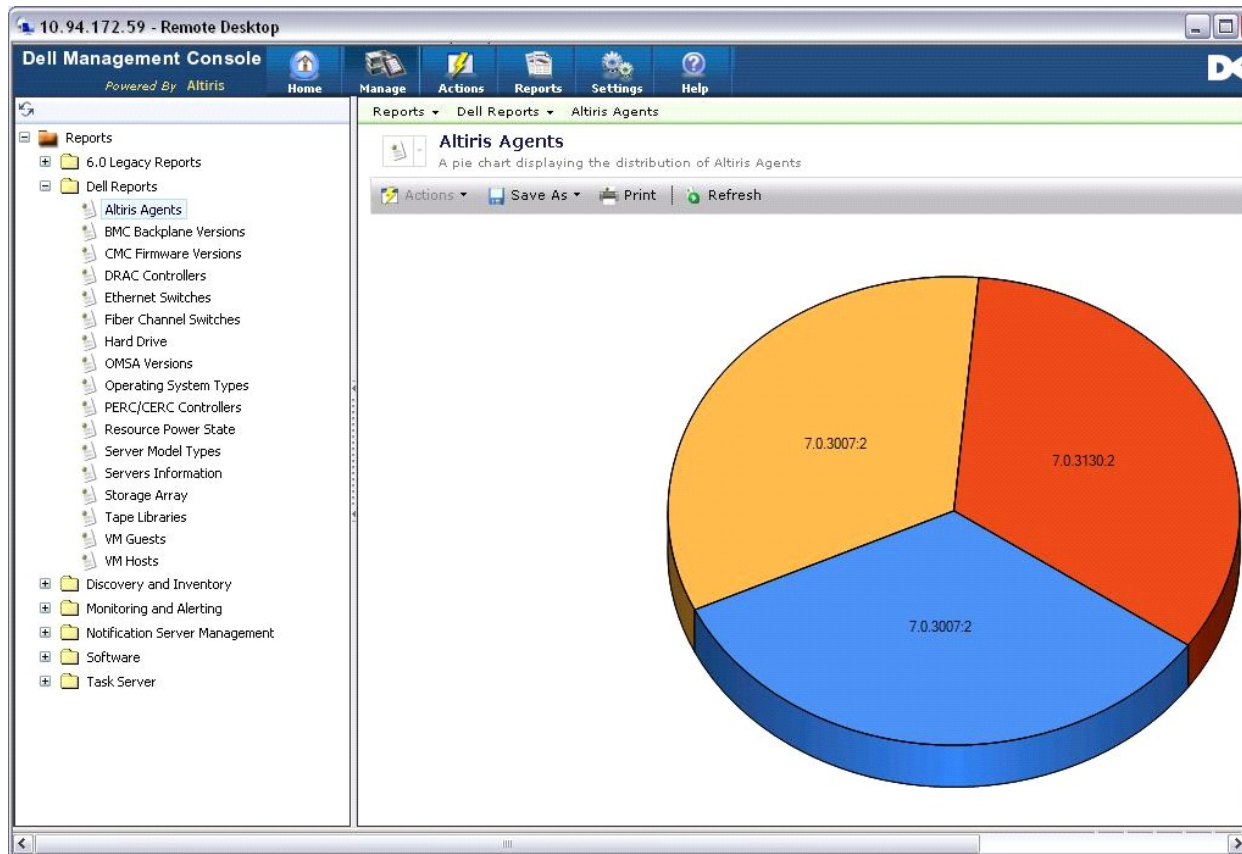 10.94.172.59 - Remote Desktop
Dell Management Console
Powered By Altiris
Home
Manage
Actions
Reports
Settings
Help
Reports
6.0 Legacy Reports
Dell Reports
Altiris Agents
BMC Backplane Versions
CMC Firmware Versions
DRAC Controllers
Ethernet Switches
Fiber Channel Switches
Hard Drive
OMSA Versions
Operating System Types
PERC/CERC Controllers
Resource Power State
Server Model Types
Servers Information
Storage Array
Tape Libraries
VM Guests
VM Hosts
Discovery and Inventory
Monitoring and Alerting
Notification Server Management
Software
Task Server
Reports Dell Reports Altiris Agents
Altiris Agents
A pie chart displaying the distribution of Altiris Agents
Actions Save As Print Refresh
7.0.3007:2
7.0.3130:2
7.0.3007:2